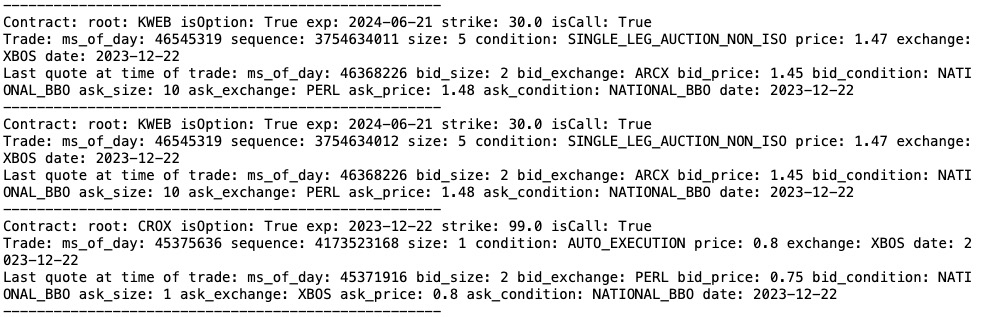 ----------------------------------------------------
Contract: root: KWEB isOption: True exp: 2024-06-21 strike: 30.0 isCall: True
Trade: ms_of_day: 46545319 sequence: 3754634011 size: 5 condition: SINGLE_LEG_AUCTION_NON_ISO price: 1.47 exchange:
XBOS date: 2023-12-22
Last quote at time of trade: ms_of_day: 46368226 bid_size: 2 bid_exchange: ARCX bid_price: 1.45 bid_condition: NATI
ONAL_BBO ask_size: 10 ask_exchange: PERL ask_price: 1.48 ask_condition: NATIONAL_BBO date: 2023-12-22
----------------------------------------------------
Contract: root: KWEB isOption: True exp: 2024-06-21 strike: 30.0 isCall: True
Trade: ms_of_day: 46545319 sequence: 3754634012 size: 5 condition: SINGLE_LEG_AUCTION_NON_ISO price: 1.47 exchange:
XBOS date: 2023-12-22
Last quote at time of trade: ms_of_day: 46368226 bid_size: 2 bid_exchange: ARCX bid_price: 1.45 bid_condition: NATI
ONAL_BBO ask_size: 10 ask_exchange: PERL ask_price: 1.48 ask_condition: NATIONAL_BBO date: 2023-12-22
----------------------------------------------------
Contract: root: CROX isOption: True exp: 2023-12-22 strike: 99.0 isCall: True
Trade: ms_of_day: 45375636 sequence: 4173523168 size: 1 condition: AUTO_EXECUTION price: 0.8 exchange: XBOS date: 2
023-12-22
Last quote at time of trade: ms_of_day: 45371916 bid_size: 2 bid_exchange: PERL bid_price: 0.75 bid_condition: NATI
ONAL_BBO ask_size: 1 ask_exchange: XBOS ask_price: 0.8 ask_condition: NATIONAL_BBO date: 2023-12-22
----------------------------------------------------